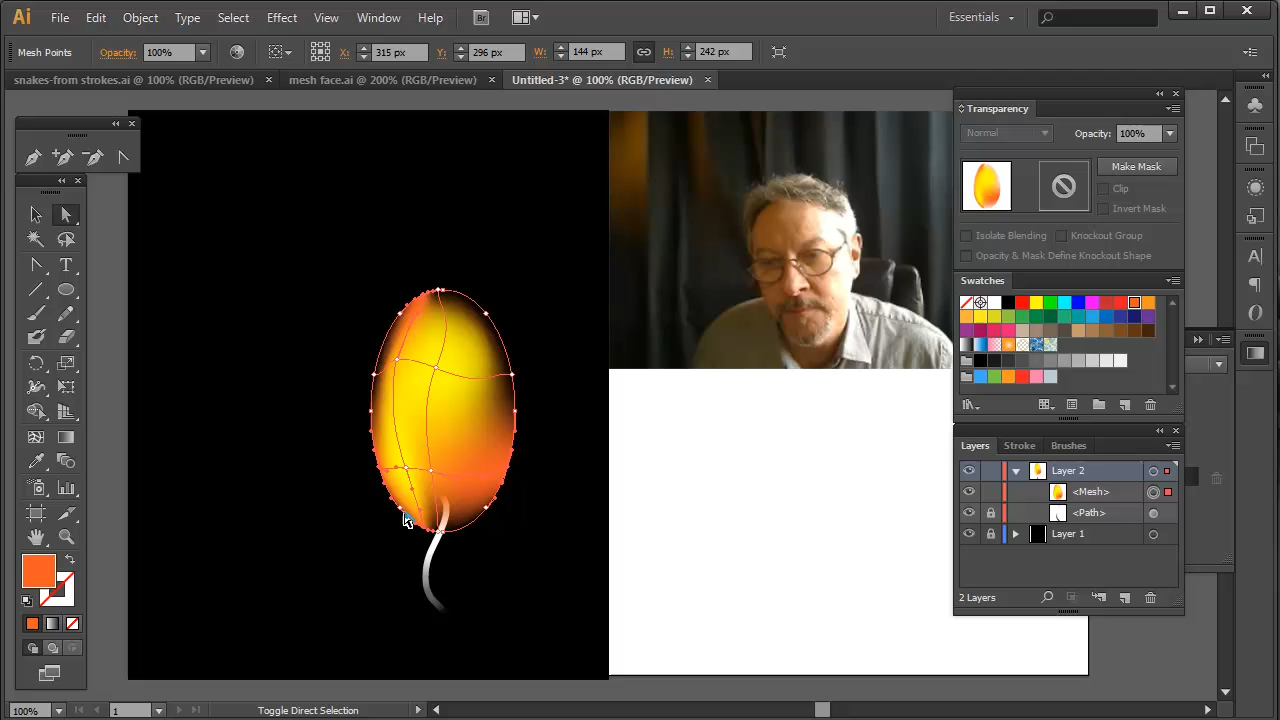 Ai File Edit Object Type Select Effect View Window Help Br Essentials
Mesh Points Opacity: 100% X: 315 px Y: 296 px W: 144 px H: 242 px
snakes-from strokes.ai @ 100% (RGB/Preview) × mesh face.ai @ 200% (RGB/Preview) × Untitled-3* @ 100% (RGB/Preview) ×
Transparency
Normal Opacity: 100%
Make Mask
Clip
Invert Mask
Isolate Blending Knockout Group
Opacity & Mask Define Knockout Shape
Swatches
Layers Stroke Brushes
Layer 2
<Mesh>
<Path>
Layer 1
2 Layers
100% 1 Toggle Direct Selection